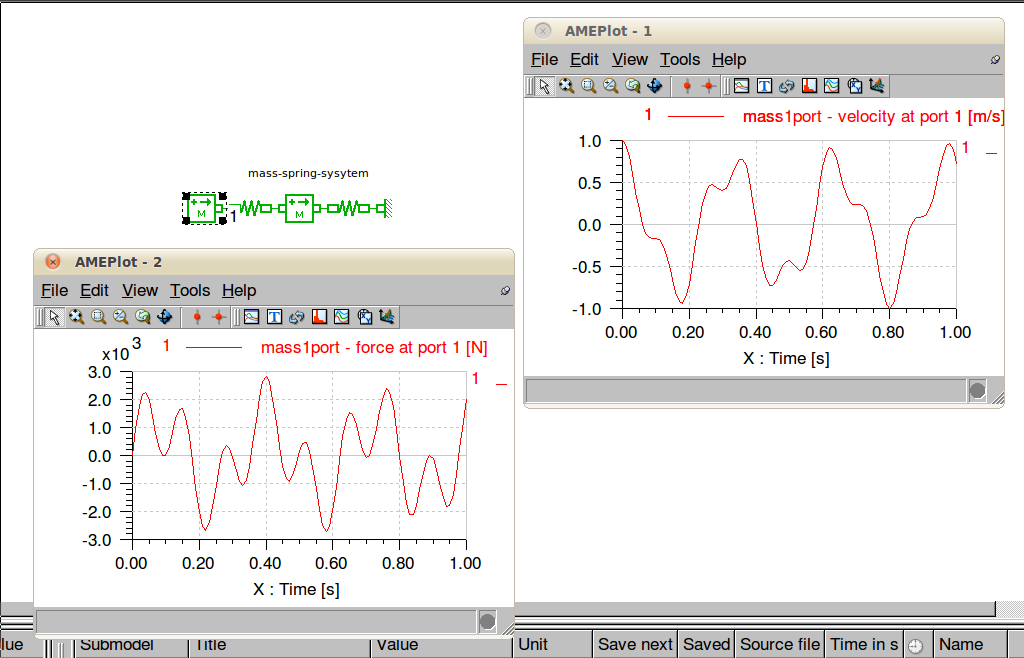 AMEPlot - 1
File Edit View Tools Help
1 mass1port - velocity at port 1 [m/s]
1.0
0.5
0.0
-0.5
-1.0
1
0.00 0.20 0.40 0.60 0.80 1.00
X : Time [s]
mass-spring-sysytem
M
1
M
AMEPlot - 2
File Edit View Tools Help
x10 3
1 mass1port - force at port 1 [N]
3.0
2.0
1.0
0.0
-1.0
-2.0
-3.0
1
0.00 0.20 0.40 0.60 0.80 1.00
X : Time [s]
lue Submodel Title Value Unit Save next Saved Source file Time in s Name